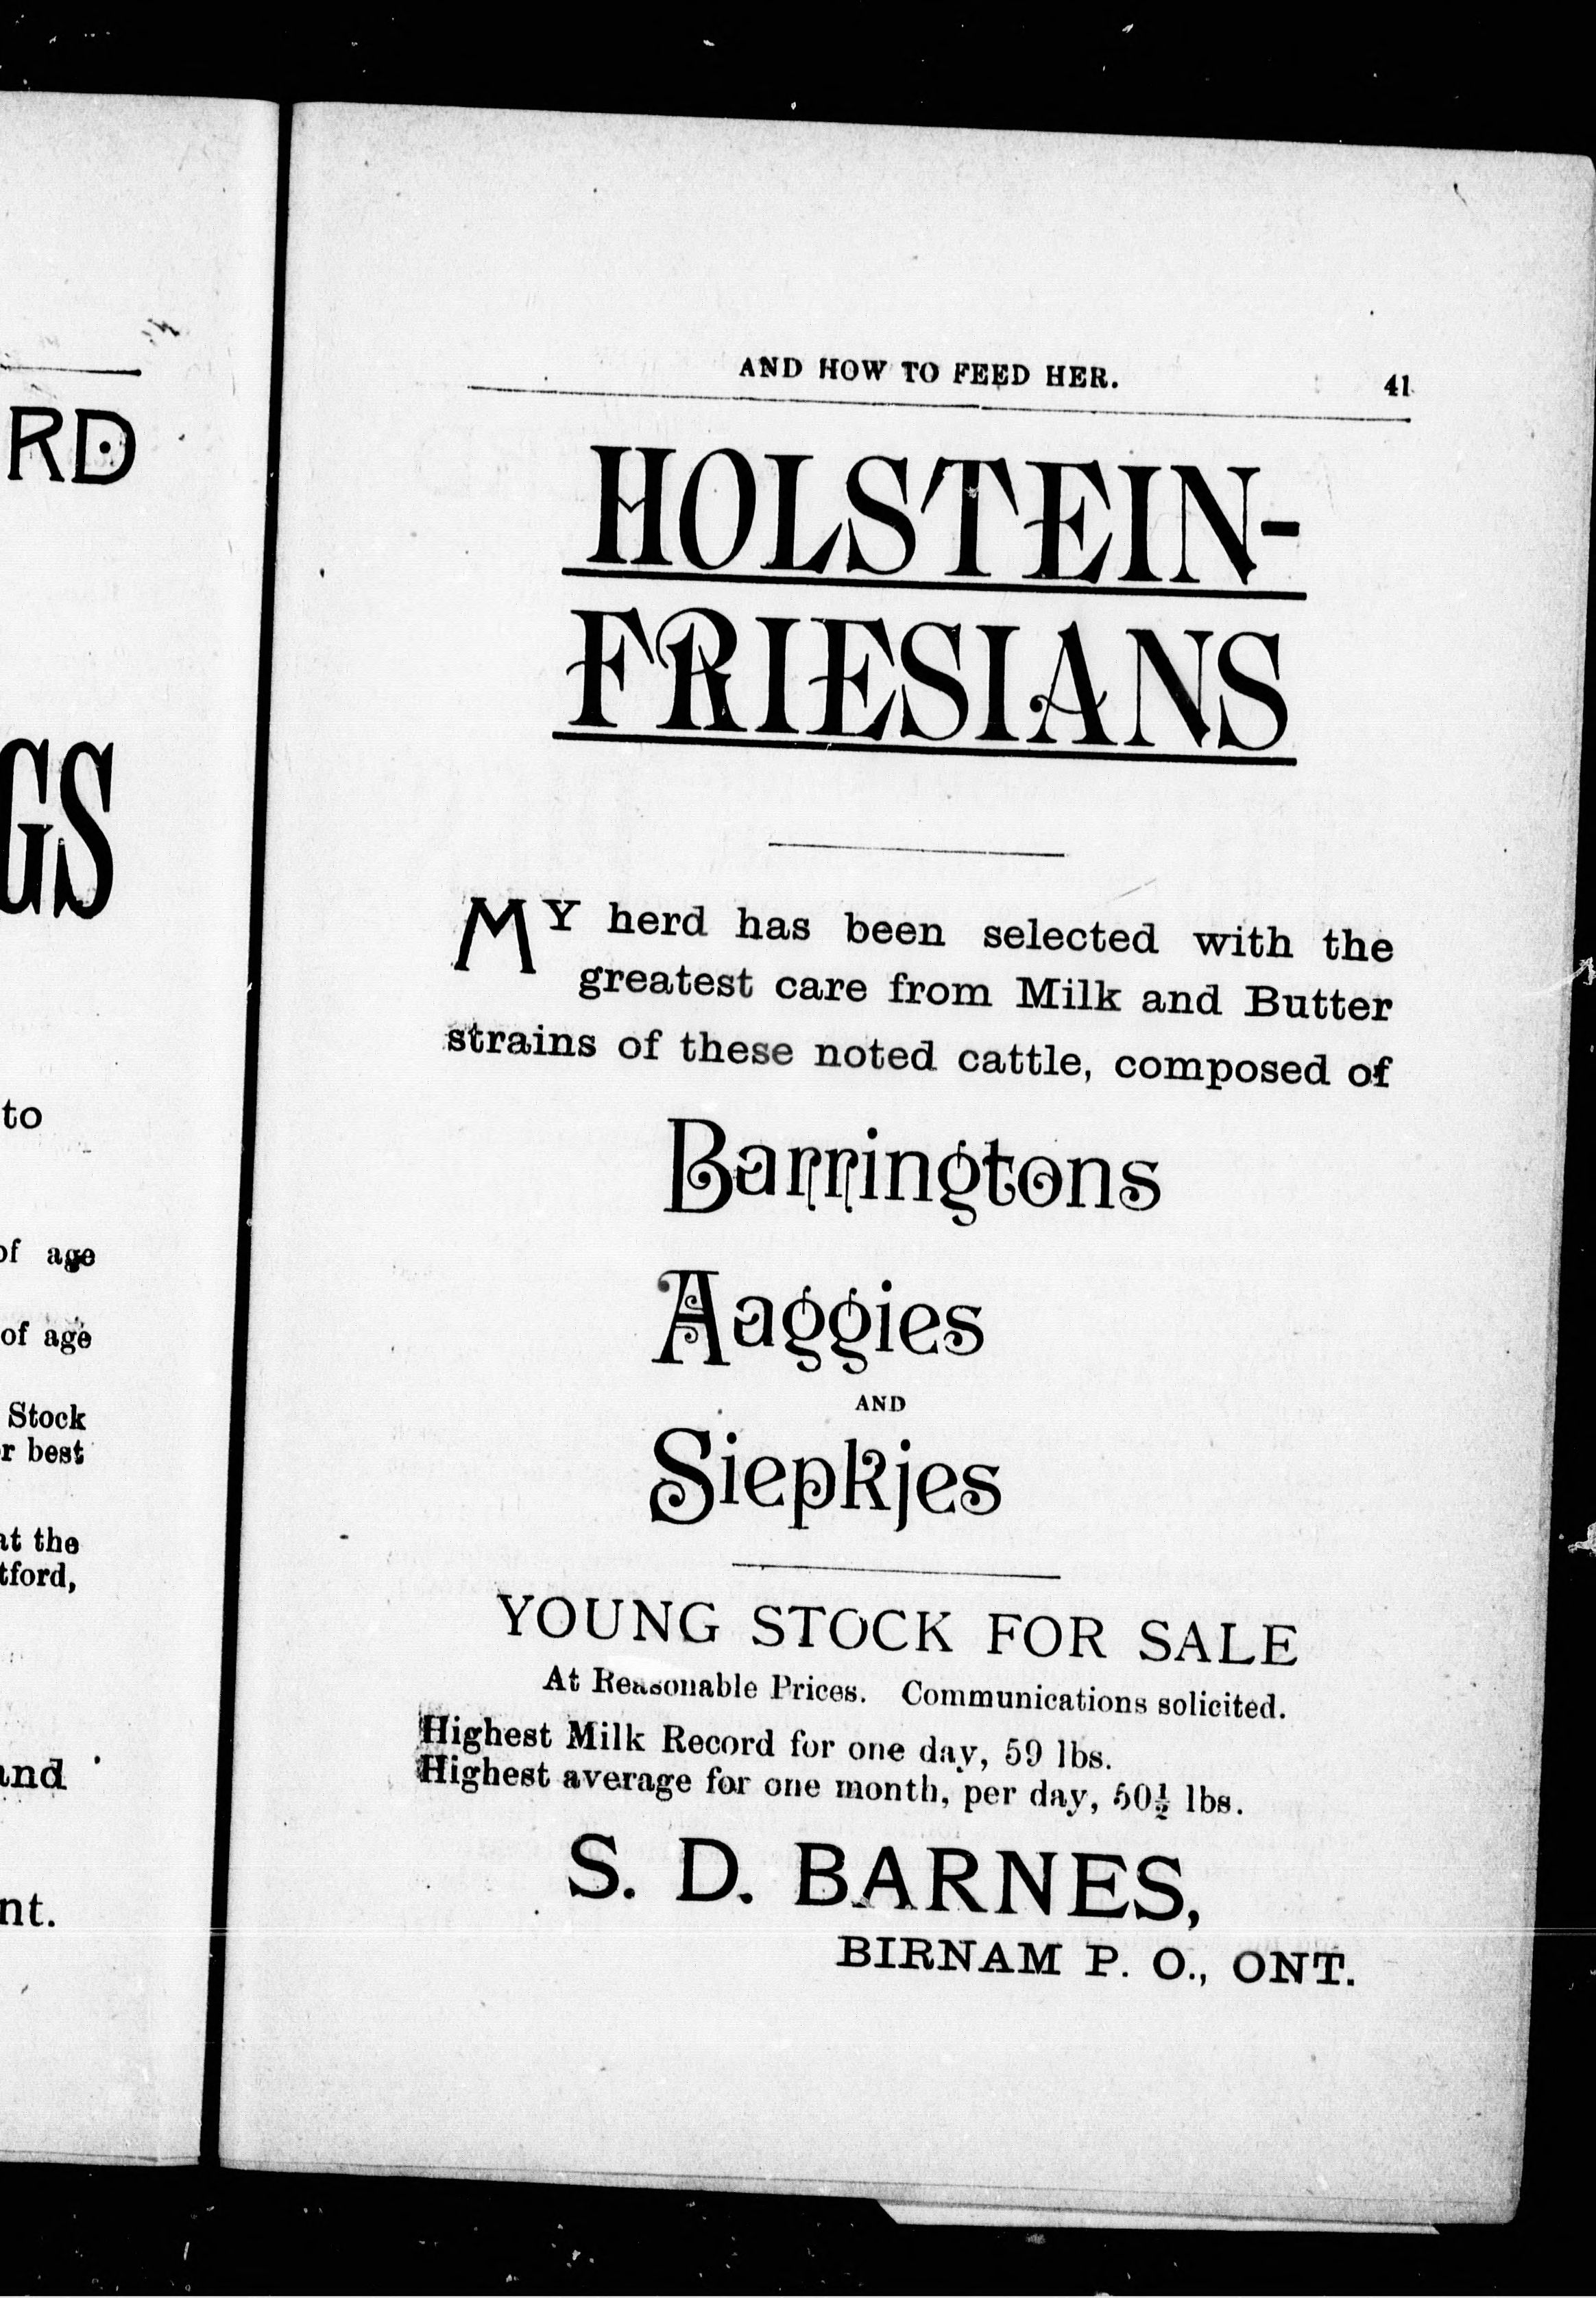 RD
GS
to
of age
of age
Stock
r best
at the
tford,
and
nt.
AND HOW TO FEED HER. 41
HOLSTEIN-
FRIESIANS
MY herd has been selected with the
greatest care from Milk and Butter
strains of these noted cattle, composed of
Barringtons
Aaggies
AND
Siepkjes
YOUNG STOCK FOR SALE
At Reasonable Prices. Communications solicited.
Highest Milk Record for one day, 59 lbs.
Highest average for one month, per day, 50½ lbs.
S. D. BARNES,
BIRNAM P. O., ONT.